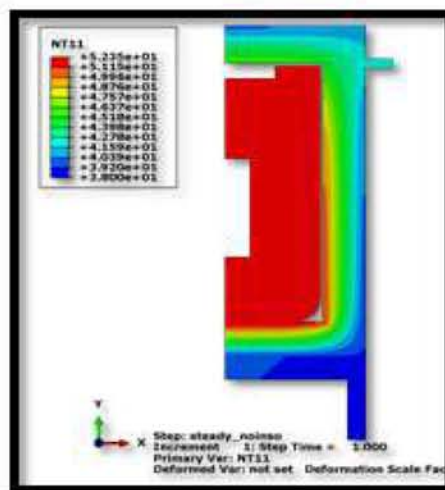 NT11
+5.235e+01
+5.115e+01
+4.996e+01
+4.876e+01
+4.757e+01
+4.637e+01
+4.518e+01
+4.398e+01
+4.278e+01
+4.159e+01
+4.039e+01
+3.920e+01
+3.800e+01
Y
X
Step: steady_noinso
Increment 1: Step Time = 1.000
Primary Var: NT11
Deformed Var: not set Deformation Scale Fac